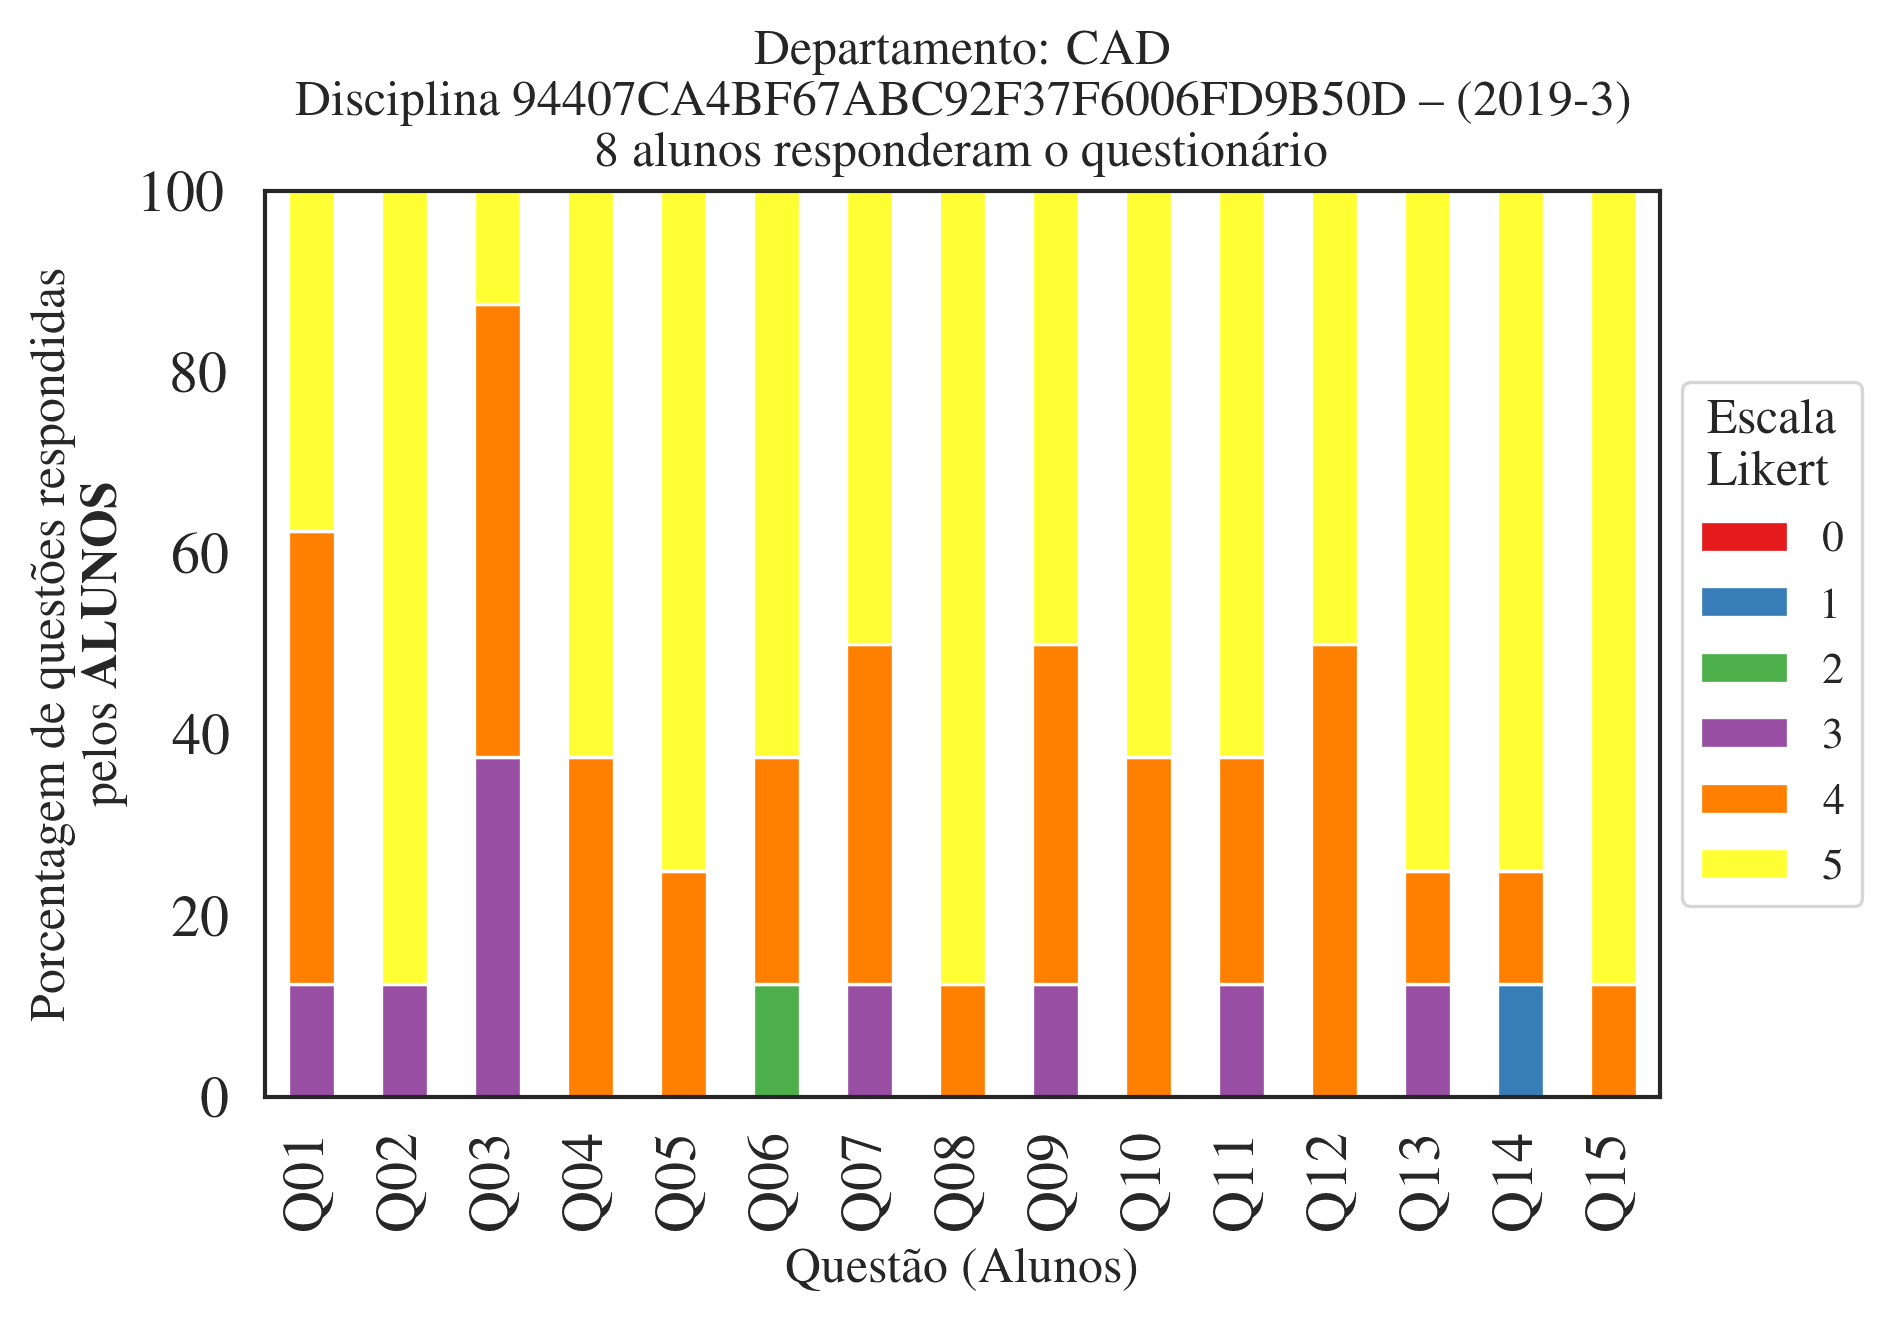 Departamento: CAD
Disciplina 94407CA4BF67ABC92F37F6006FD9B50D – (2019-3)
8 alunos responderam o questionário
Porcentagem de questões respondidas
pelos ALUNOS
100
80
60
40
20
0
Q01
Q02
Q03
Q04
Q05
Q06
Q07
Q08
Q09
Q10
Q11
Q12
Q13
Q14
Q15
Questão (Alunos)
Escala
Likert
0
1
2
3
4
5